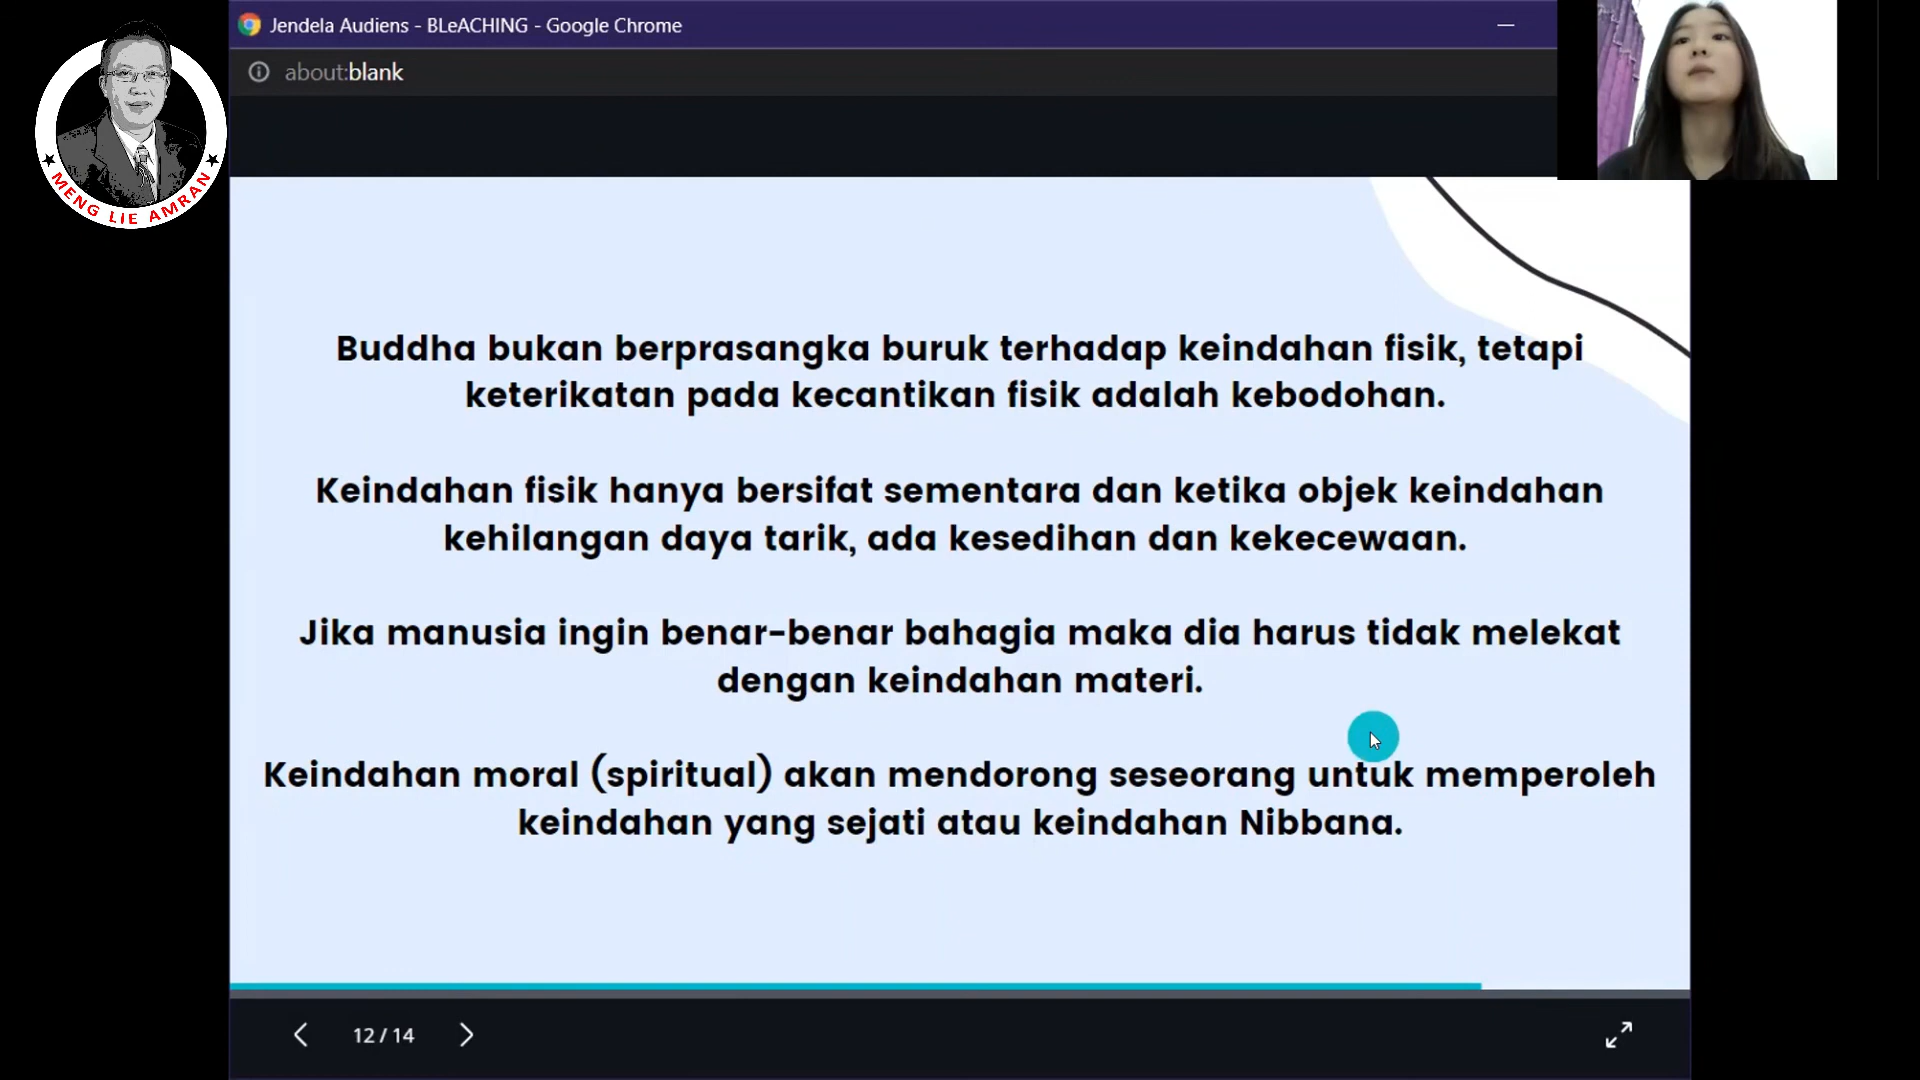 Jendela Audiens - BLeACHING - Google Chrome
about:blank
MENG LIE AMRAN
Buddha bukan berprasangka buruk terhadap keindahan fisik, tetapi
keterikatan pada kecantikan fisik adalah kebodohan.
Keindahan fisik hanya bersifat sementara dan ketika objek keindahan
kehilangan daya tarik, ada kesedihan dan kekecewaan.
Jika manusia ingin benar-benar bahagia maka dia harus tidak melekat
dengan keindahan materi.
Keindahan moral (spiritual) akan mendorong seseorang untuk memperoleh
keindahan yang sejati atau keindahan Nibbana.
12 / 14